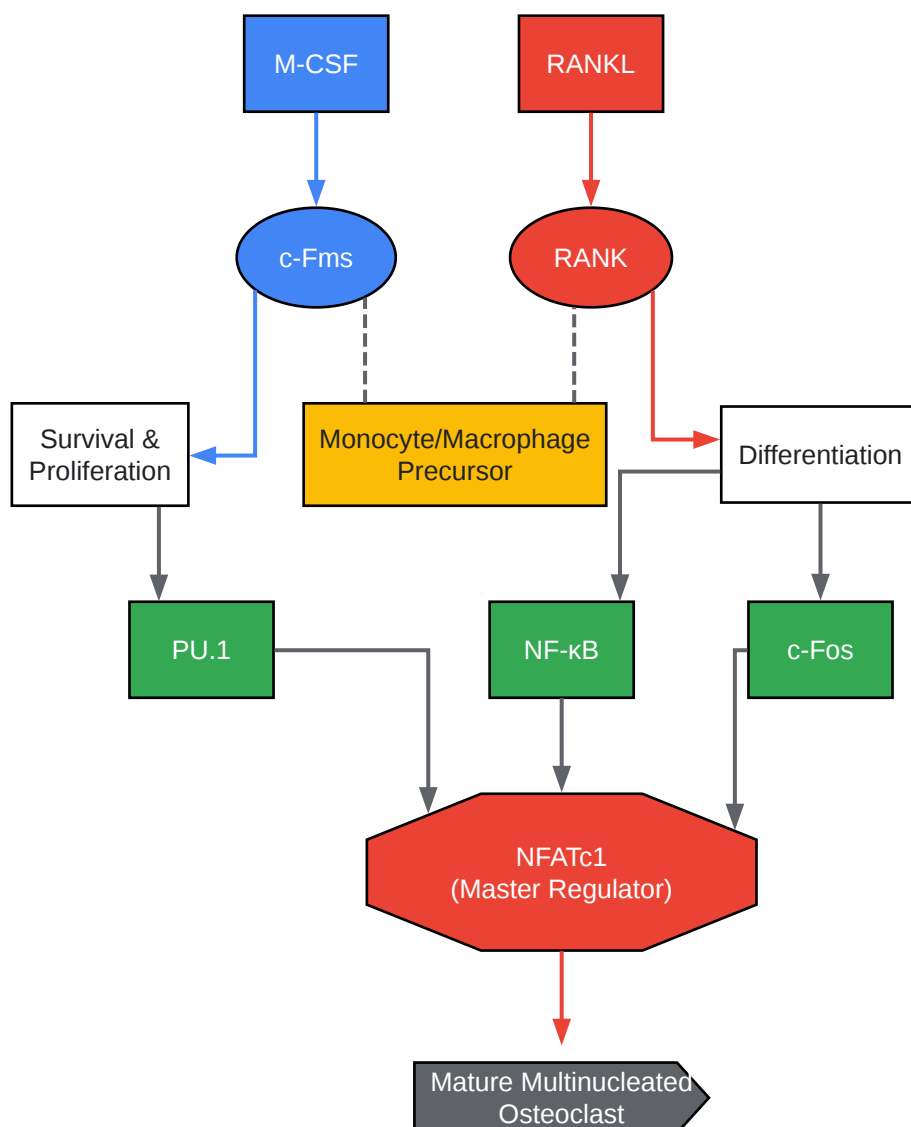 M-CSF
RANKL
c-Fms
RANK
Survival &
Proliferation
Monocyte/Macrophage
Precursor
Differentiation
PU.1
NF-κB
c-Fos
NFATc1
(Master Regulator)
Mature Multinucleated
Osteoclast